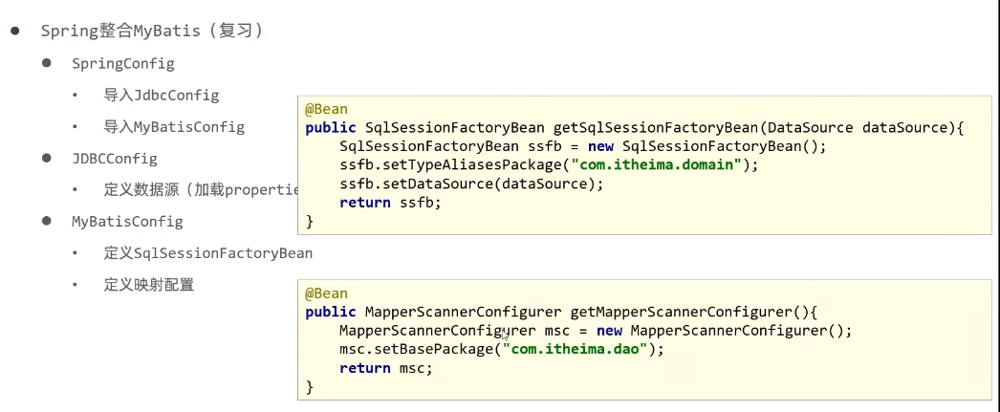 ● Spring整合MyBatis（复习）
● SpringConfig
• 导入JdbcConfig
• 导入MyBatisConfig
● JDBCConfig
• 定义数据源（加载propertie
● MyBatisConfig
• 定义SqlSessionFactoryBean
• 定义映射配置
@Bean
public SqlSessionFactoryBean getSqlSessionFactoryBean(DataSource dataSource){
    SqlSessionFactoryBean ssfb = new SqlSessionFactoryBean();
    ssfb.setTypeAliasesPackage("com.itheima.domain");
    ssfb.setDataSource(dataSource);
    return ssfb;
}
@Bean
public MapperScannerConfigurer getMapperScannerConfigurer(){
    MapperScannerConfigurer msc = new MapperScannerConfigurer();
    msc.setBasePackage("com.itheima.dao");
    return msc;
}